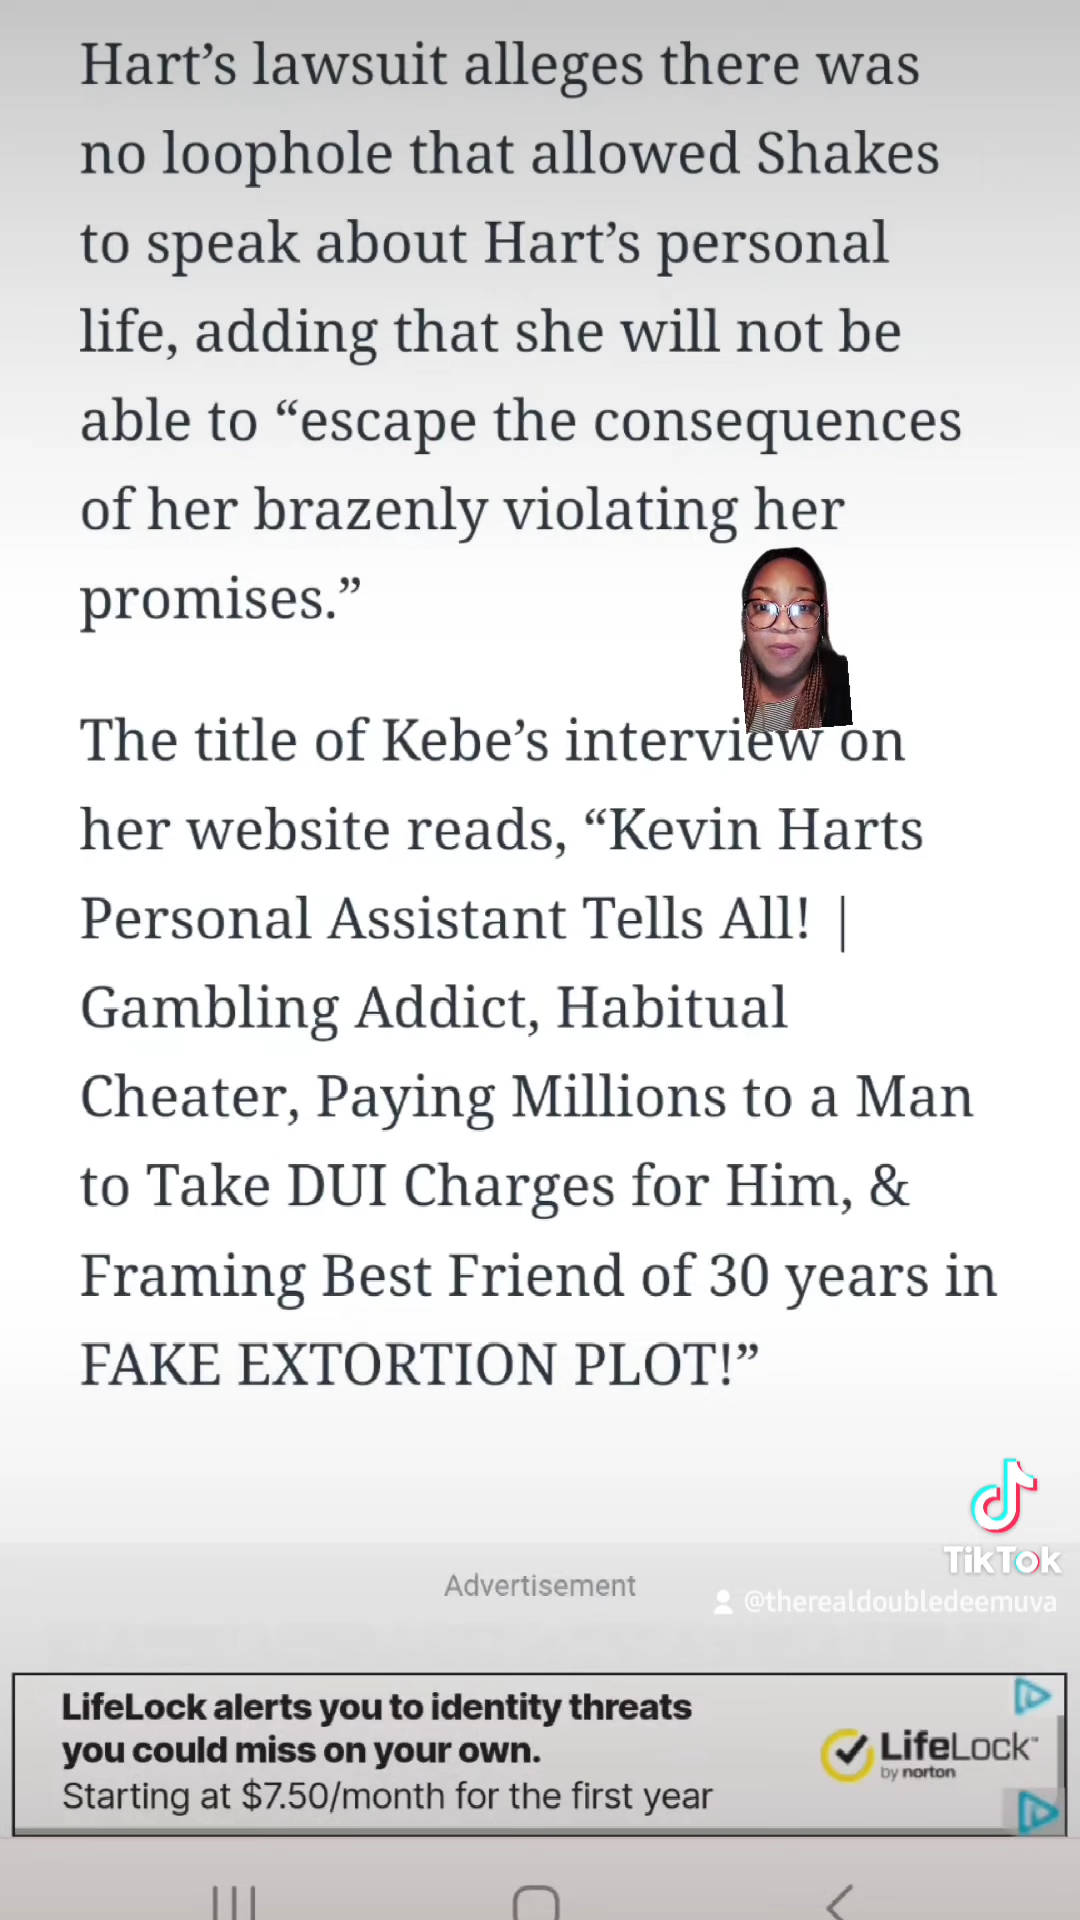 Hart’s lawsuit alleges there was
no loophole that allowed Shakes
to speak about Hart’s personal
life, adding that she will not be
able to “escape the consequences
of her brazenly violating her
promises.”
The title of Kebe’s interview on
her website reads, “Kevin Harts
Personal Assistant Tells All! |
Gambling Addict, Habitual
Cheater, Paying Millions to a Man
to Take DUI Charges for Him, &
Framing Best Friend of 30 years in
FAKE EXTORTION PLOT!”
TikTok
Advertisement
@therealdoubledeemuva
LifeLock alerts you to identity threats
you could miss on your own.
Starting at $7.50/month for the first year
LifeLock™
by norton